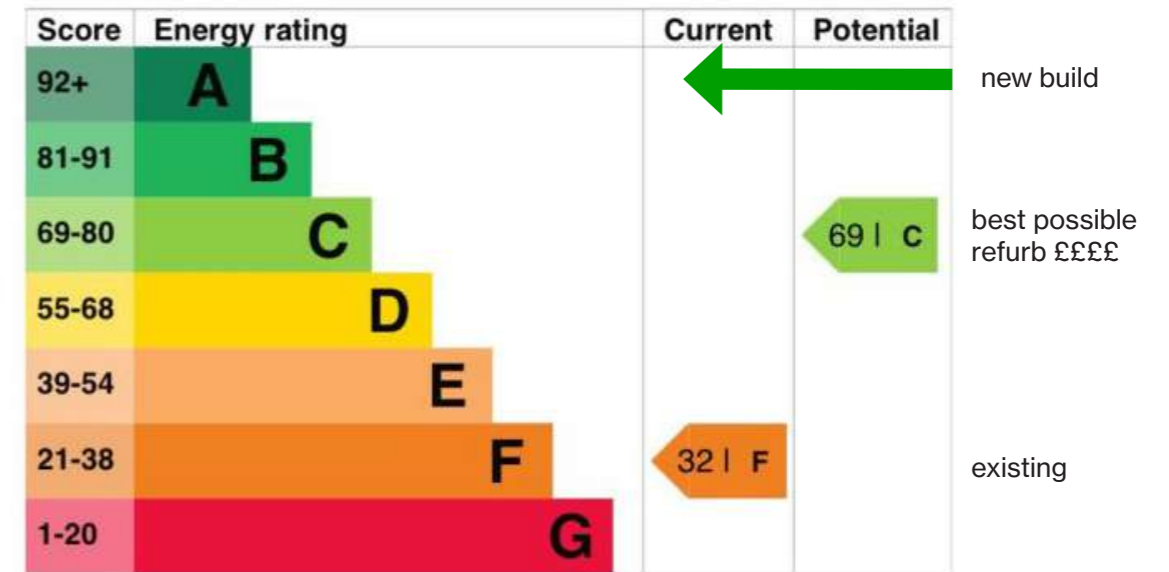 Score Energy rating Current Potential
92+ A new build
81-91 B
69-80 C 69 | C best possible
refurb ££££
55-68 D
39-54 E
21-38 F 32 | F existing
1-20 G